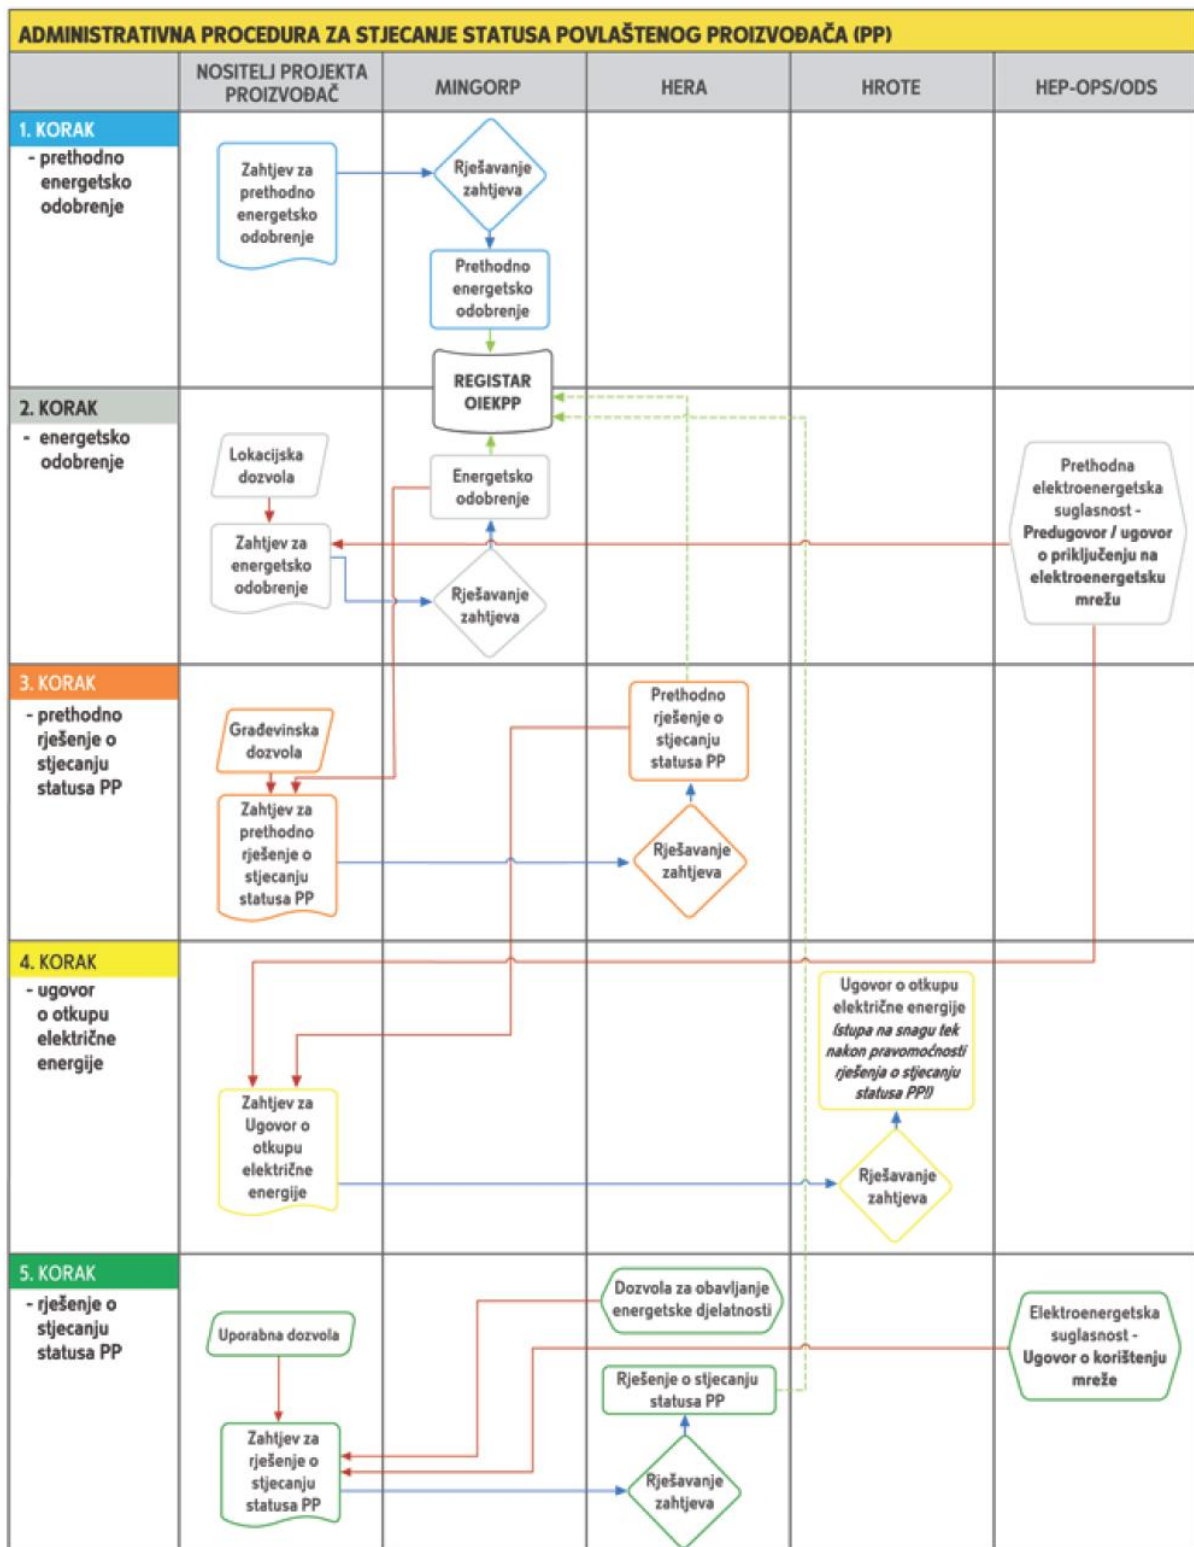 ADMINISTRATIVNA PROCEDURA ZA STJECANJE STATUSA POVLAŠTENOG PROIZVOĐAČA (PP)
NOSITELJ PROJEKTA
PROIZVOĐAČ
MINGORP
HERA
HROTE
HEP-OPS/ODS
1. KORAK
- prethodno
energetsko
odobrenje
Zahtjev za
prethodno
energetsko
odobrenje
Rješavanje
zahtjeva
Prethodno
energetsko
odobrenje
REGISTAR
OIEKPP
2. KORAK
- energetsko
odobrenje
Lokacijska
dozvola
Zahtjev za
energetsko
odobrenje
Energetsko
odobrenje
Rješavanje
zahtjeva
Prethodna
elektroenergetska
suglasnost -
Predugovor / ugovor
o priključenju na
elektroenergetsku
mrežu
3. KORAK
- prethodno
rješenje o
stjecanju
statusa PP
Građevinska
dozvola
Zahtjev za
prethodno
rješenje o
stjecanju
statusa PP
Prethodno
rješenje o
stjecanju
statusa PP
Rješavanje
zahtjeva
4. KORAK
- ugovor
o otkupu
električne
energije
Zahtjev za
Ugovor o
otkupu
električne
energije
Ugovor o otkupu
električne energije
(stupa na snagu tek
nakon pravomoćnosti
rješenja o stjecanju
statusa PP!)
Rješavanje
zahtjeva
5. KORAK
- rješenje o
stjecanju
statusa PP
Uporabna dozvola
Zahtjev za
rješenje o
stjecanju
statusa PP
Dozvola za obavljanje
energetske djelatnosti
Rješenje o stjecanju
statusa PP
Rješavanje
zahtjeva
Elektroenergetska
suglasnost -
Ugovor o korištenju
mreže